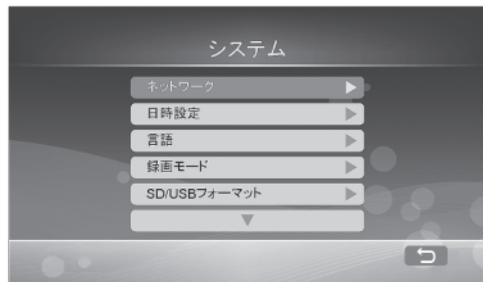 システム
ネットワーク
日時設定
言語
録画モード
SD/USBフォーマット